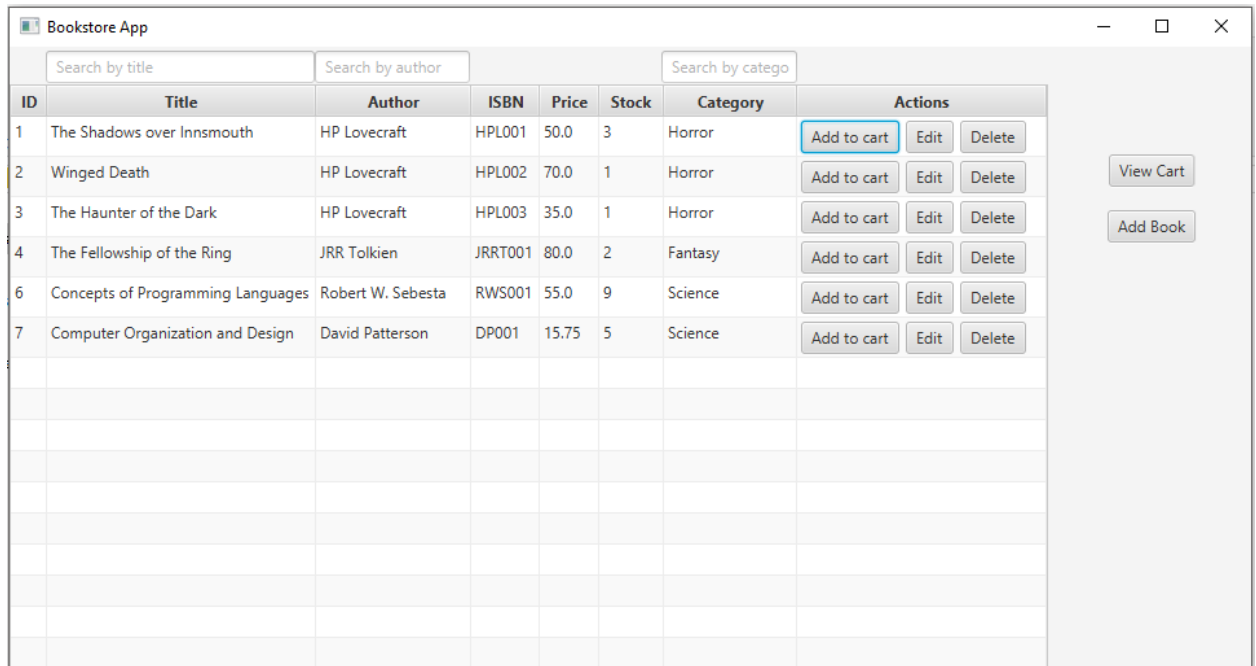 Bookstore App
Search by title Search by author Search by catego
ID Title Author ISBN Price Stock Category Actions
1 The Shadows over Innsmouth HP Lovecraft HPL001 50.0 3 Horror Add to cart Edit Delete
2 Winged Death HP Lovecraft HPL002 70.0 1 Horror Add to cart Edit Delete
View Cart
3 The Haunter of the Dark HP Lovecraft HPL003 35.0 1 Horror Add to cart Edit Delete
Add Book
4 The Fellowship of the Ring JRR Tolkien JRRT001 80.0 2 Fantasy Add to cart Edit Delete
6 Concepts of Programming Languages Robert W. Sebesta RWS001 55.0 9 Science Add to cart Edit Delete
7 Computer Organization and Design David Patterson DP001 15.75 5 Science Add to cart Edit Delete